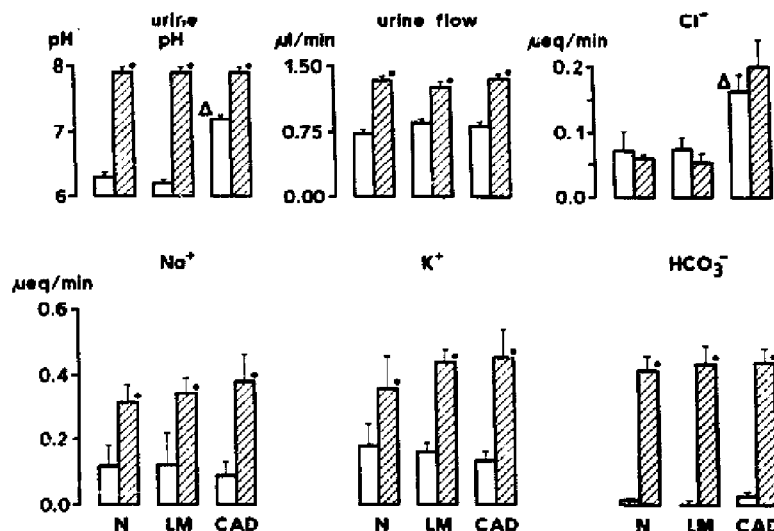 urine pH
urine flow
Cl⁻
pH
µl/min
µeq/min
8
7
6
1.50
0.75
0.00
0.2
0.1
0.0
Δ
Δ
Na⁺
K⁺
HCO₃⁻
µeq/min
0.6
0.4
0.2
0.0
N LM CAD
N LM CAD
N LM CAD